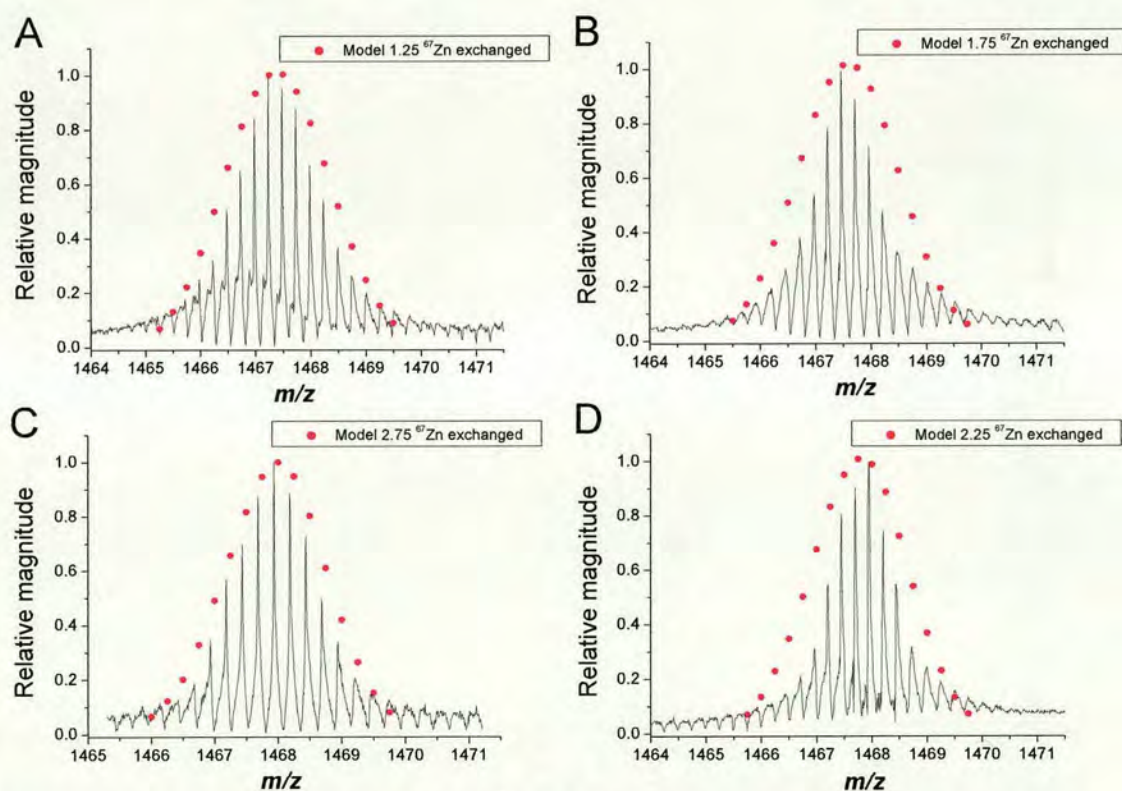 A
Model 1.25 ⁶⁷Zn exchanged
Relative magnitude
1.0
0.8
0.6
0.4
0.2
0.0
1464 1465 1466 1467 1468 1469 1470 1471
m/z
B
Model 1.75 ⁶⁷Zn exchanged
Relative magnitude
1.0
0.8
0.6
0.4
0.2
0.0
1464 1465 1466 1467 1468 1469 1470 1471
m/z
C
Model 2.75 ⁶⁷Zn exchanged
Relative magnitude
1.0
0.8
0.6
0.4
0.2
0.0
1465 1466 1467 1468 1469 1470 1471
m/z
D
Model 2.25 ⁶⁷Zn exchanged
Relative magnitude
1.0
0.8
0.6
0.4
0.2
0.0
1464 1465 1466 1467 1468 1469 1470 1471
m/z